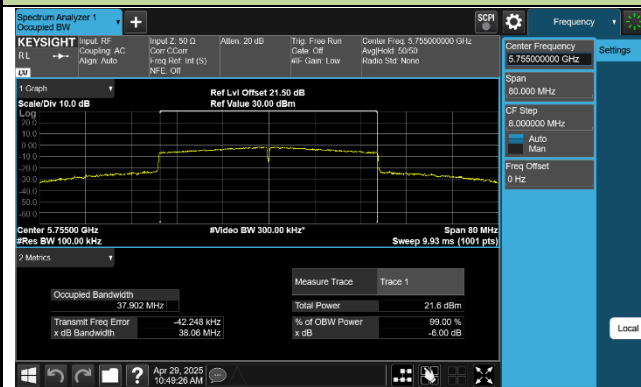 Spectrum Analyzer 1
Occupied BW
SCPI
Frequency
KEYSIGHT
RL
Input: RF
Coupling: AC
Align: Auto
Input Z: 50 Ω
Corr CCorr
Freq Ref: Int (S)
NFE: Off
Atten: 20 dB
Trig: Free Run
Gate: Off
#IF Gain: Low
Center Freq: 5.755000000 GHz
Avg|Hold: 50/50
Radio Std: None
LM
1 Graph
Scale/Div 10.0 dB
Ref Lvl Offset 21.50 dB
Ref Value 30.00 dBm
Log
20.0
10.0
0.00
-10.0
-20.0
-30.0
-40.0
-50.0
-60.0
Center 5.75500 GHz
#Res BW 100.00 kHz
#Video BW 300.00 kHz*
Span 80 MHz
Sweep 9.93 ms (1001 pts)
2 Metrics
Measure Trace
Trace 1
Occupied Bandwidth
37.902 MHz
Total Power
21.6 dBm
Transmit Freq Error
-42.248 kHz
% of OBW Power
99.00 %
x dB Bandwidth
38.06 MHz
x dB
-6.00 dB
Center Frequency
5.755000000 GHz
Settings
Span
80.000 MHz
CF Step
8.000000 MHz
Auto
Man
Freq Offset
0 Hz
Local
Apr 29, 2025
10:49:26 AM